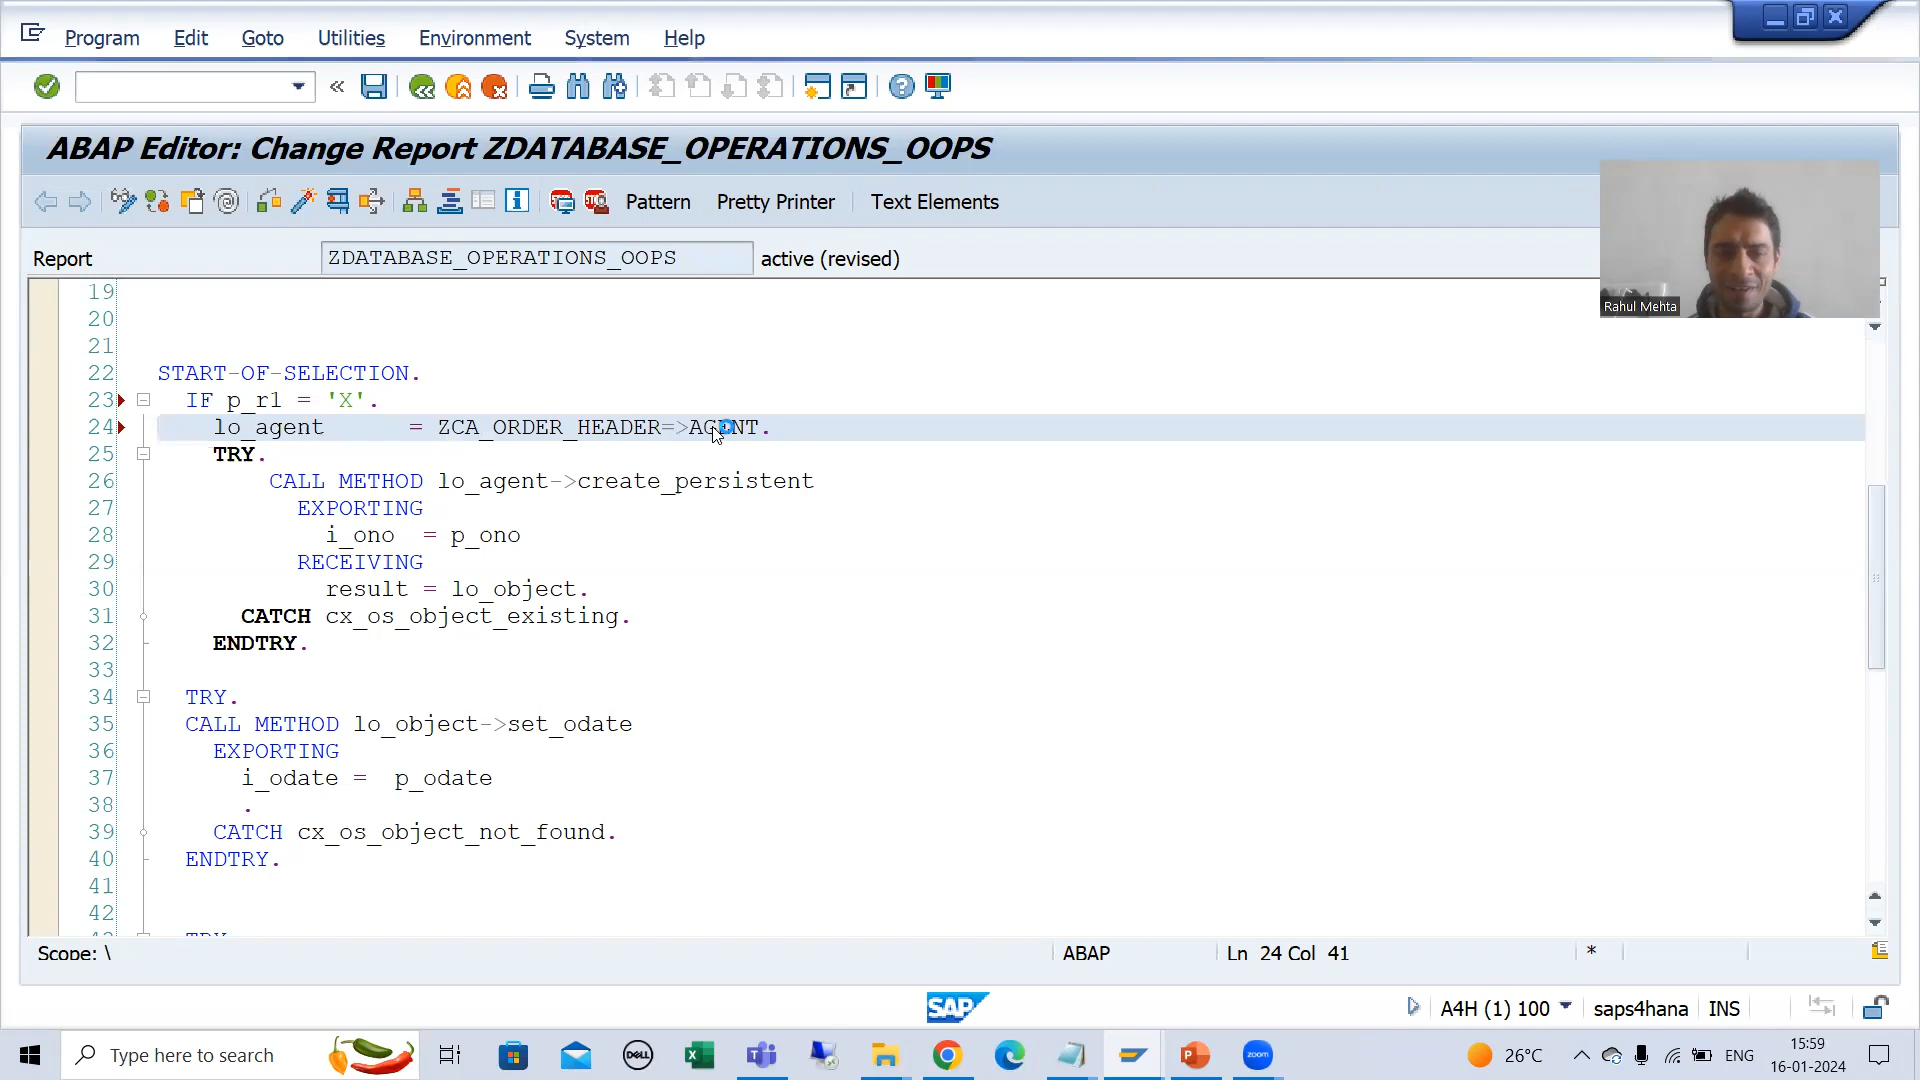 Program Edit Goto Utilities Environment System Help
«
ABAP Editor: Change Report ZDATABASE_OPERATIONS_OOPS
Pattern Pretty Printer Text Elements
Report ZDATABASE_OPERATIONS_OOPS active (revised)
Rahul Mehta
19
20
21
22 START-OF-SELECTION.
23 IF p_r1 = 'X'.
24 lo_agent = ZCA_ORDER_HEADER=>AGENT.
25 TRY.
26 CALL METHOD lo_agent->create_persistent
27 EXPORTING
28 i_ono = p_ono
29 RECEIVING
30 result = lo_object.
31 CATCH cx_os_object_existing.
32 ENDTRY.
33
34 TRY.
35 CALL METHOD lo_object->set_odate
36 EXPORTING
37 i_odate = p_odate
38 .
39 CATCH cx_os_object_not_found.
40 ENDTRY.
41
42
Scope: \ ABAP Ln 24 Col 41 *
SAP
A4H (1) 100 saps4hana INS
Type here to search
DELL
zoom
26°C
ENG
15:59
16-01-2024